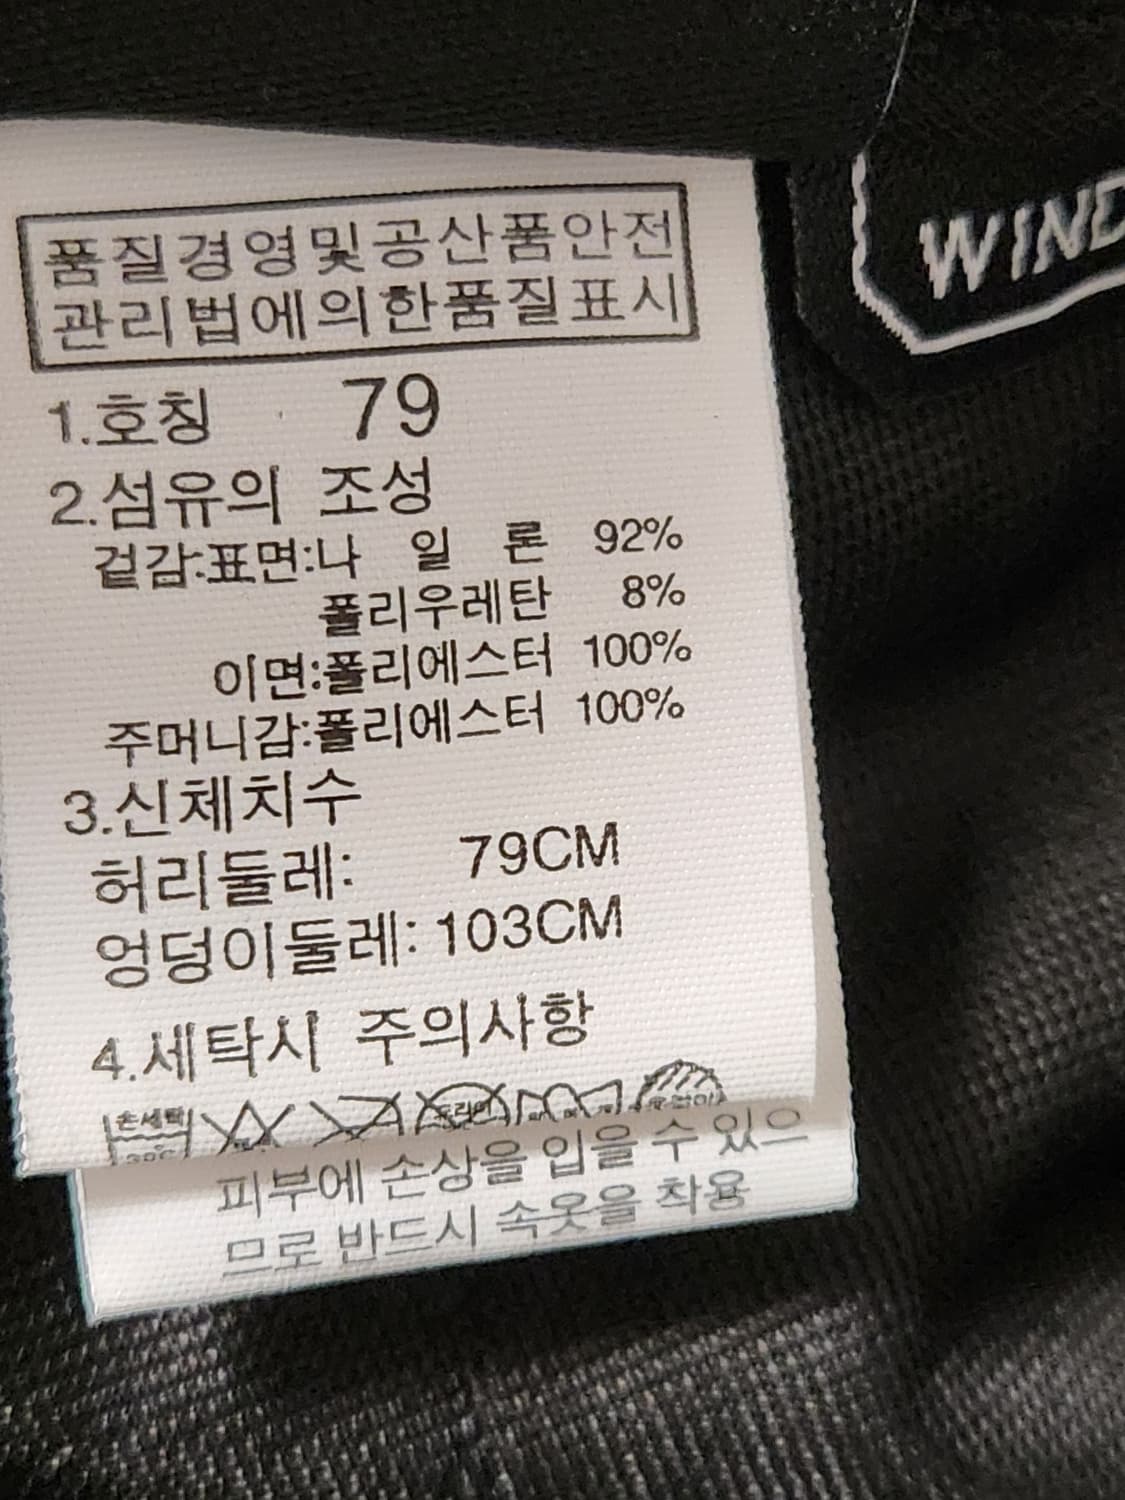 품질경영및공산품안전
관리법에의한품질표시
1.호칭 79
2.섬유의 조성
겉감:표면:나 일 론 92%
폴리우레탄 8%
이면:폴리에스터 100%
주머니감:폴리에스터 100%
3.신체치수
허리둘레: 79CM
엉덩이둘레: 103CM
4.세탁시 주의사항
손세탁
피부에 손상을 입을 수 있으
므로 반드시 속옷을 착용
WIND